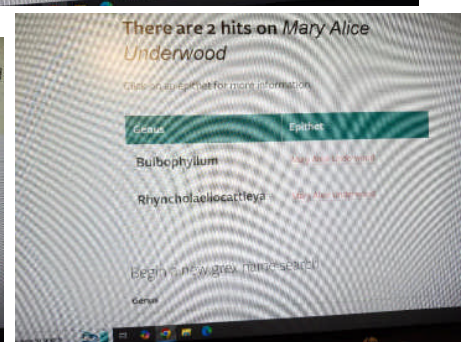 There are 2 hits on Mary Alice
Underwood
Click on an epithet for more information.
Genus Epithet
Bulbophyllum Mary Alice Underwood
Rhyncholaeliocattleya Mary Alice Underwood
Begin a new grex name search
Genus